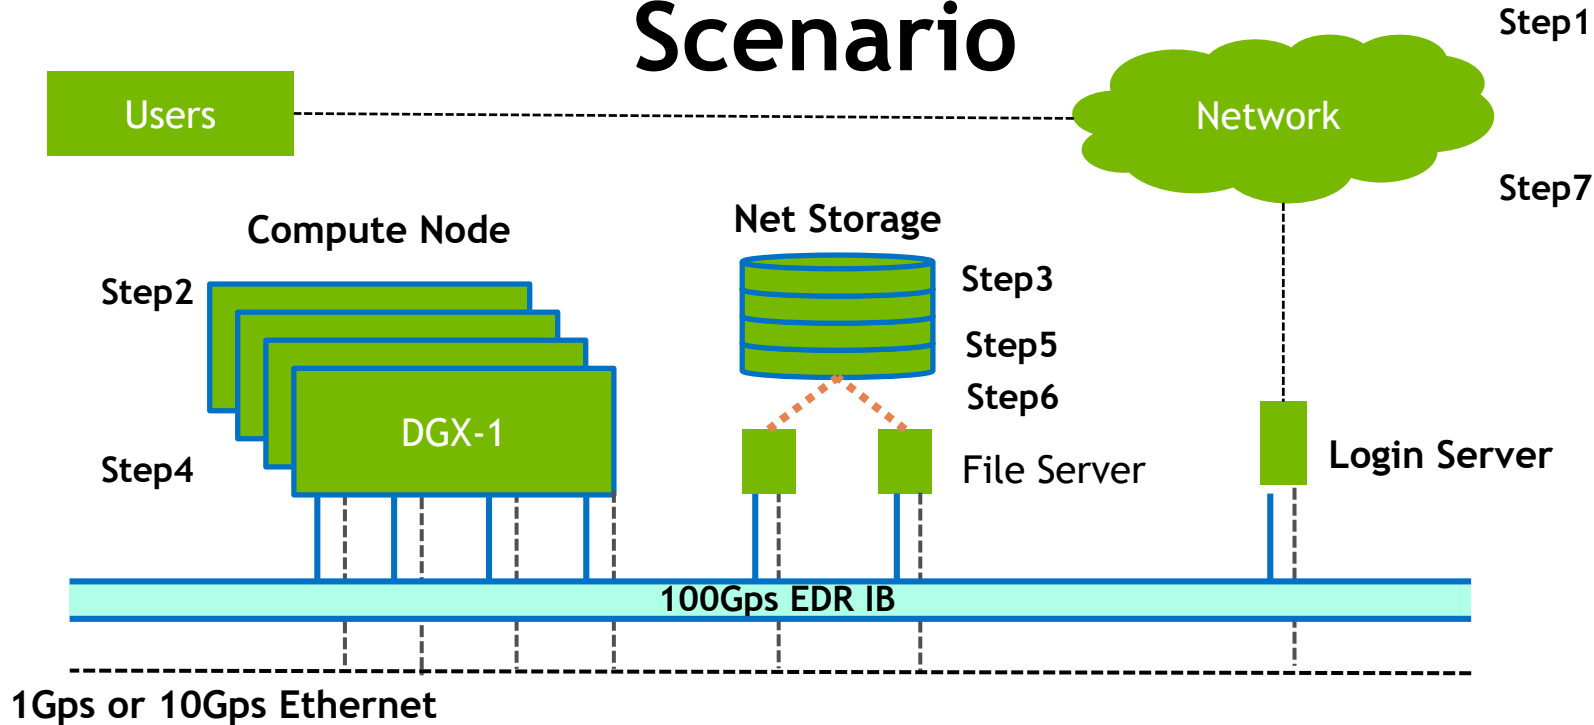 Scenario
Step1
Users
Network
Step7
Compute Node
Net Storage
Step2
Step3
Step5
Step6
DGX-1
Step4
File Server
Login Server
100Gps EDR IB
1Gps or 10Gps Ethernet